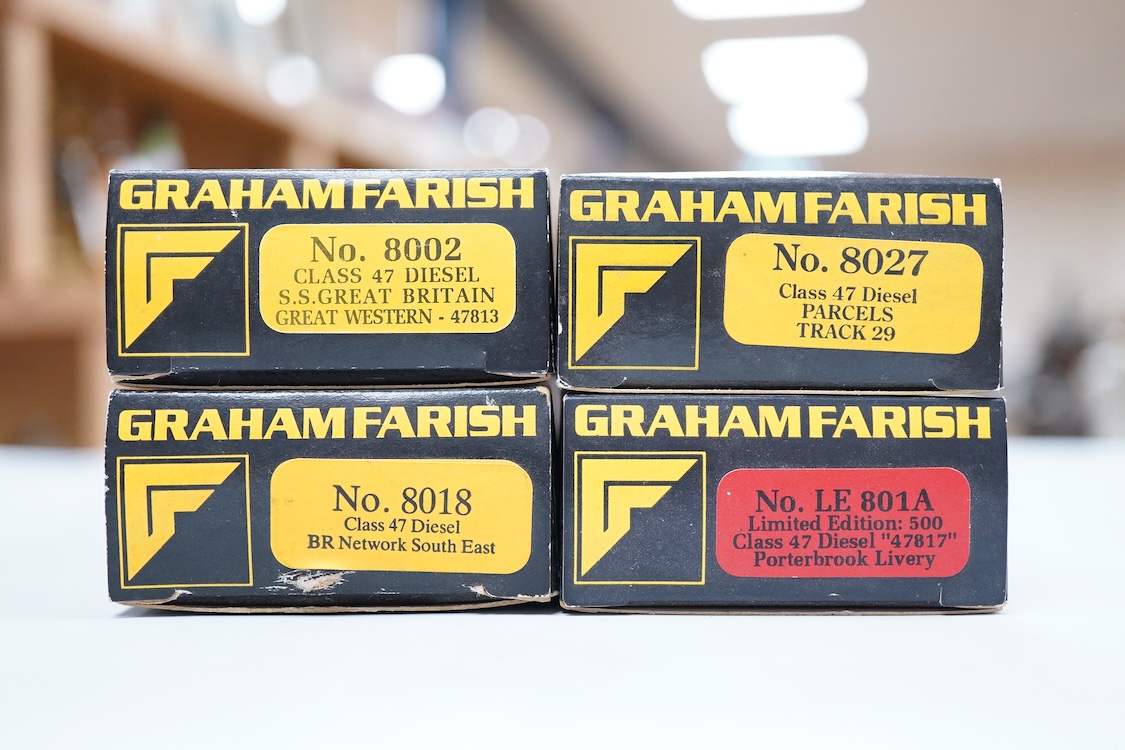 GRAHAM FARISH
No. 8002
CLASS 47 DIESEL
S.S.GREAT BRITAIN
GREAT WESTERN - 47813
GRAHAM FARISH
No. 8027
Class 47 Diesel
PARCELS
TRACK 29
GRAHAM FARISH
No. 8018
Class 47 Diesel
BR Network South East
GRAHAM FARISH
No. LE 801A
Limited Edition: 500
Class 47 Diesel "47817"
Porterbrook Livery